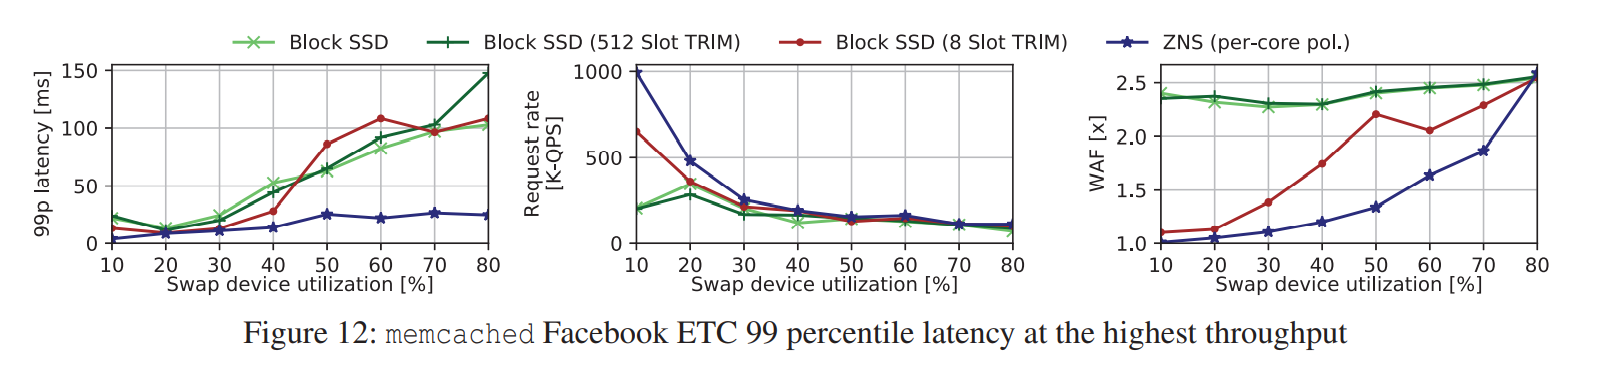 Block SSD
Block SSD (512 Slot TRIM)
Block SSD (8 Slot TRIM)
ZNS (per-core pol.)
99p latency [ms]
150
100
50
0
10 20 30 40 50 60 70 80
Swap device utilization [%]
Request rate
[K-QPS]
1000
500
0
10 20 30 40 50 60 70 80
Swap device utilization [%]
WAF [x]
2.5
2.0
1.5
1.0
10 20 30 40 50 60 70 80
Swap device utilization [%]
Figure 12: memcached Facebook ETC 99 percentile latency at the highest throughput